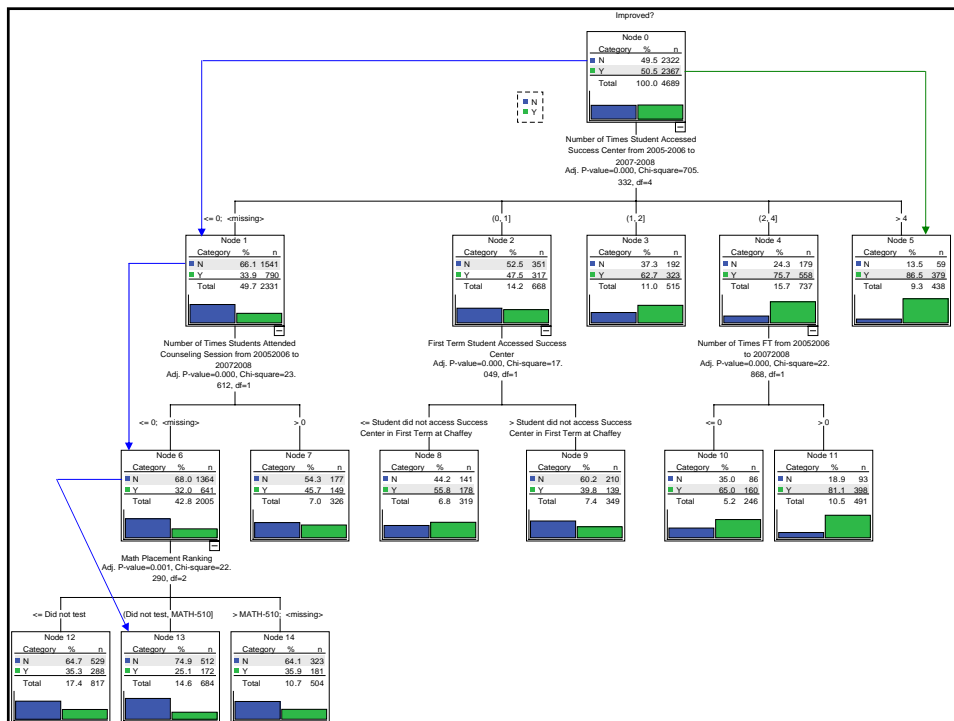 Improved?
Node 0
Category % n
N 49.5 2322
Y 50.5 2367
Total 100.0 4689
N
Y
Number of Times Student Accessed
Success Center from 2005-2006 to
2007-2008
Adj. P-value=0.000, Chi-square=705.
332, df=4
<= 0; <missing>
(0, 1]
(1, 2]
(2, 4]
> 4
Node 1
Category % n
N 66.1 1541
Y 33.9 790
Total 49.7 2331
Node 2
Category % n
N 52.5 351
Y 47.5 317
Total 14.2 668
Node 3
Category % n
N 37.3 192
Y 62.7 323
Total 11.0 515
Node 4
Category % n
N 24.3 179
Y 75.7 558
Total 15.7 737
Node 5
Category % n
N 13.5 59
Y 86.5 379
Total 9.3 438
Number of Times Students Attended
Counseling Session from 20052006 to
20072008
Adj. P-value=0.000, Chi-square=23.
612, df=1
First Term Student Accessed Success
Center
Adj. P-value=0.000, Chi-square=17.
049, df=1
Number of Times FT from 20052006
to 20072008
Adj. P-value=0.000, Chi-square=22.
868, df=1
<= 0; <missing>
> 0
<= Student did not access Success
Center in First Term at Chaffey
> Student did not access Success
Center in First Term at Chaffey
<= 0
> 0
Node 6
Category % n
N 68.0 1364
Y 32.0 641
Total 42.8 2005
Node 7
Category % n
N 54.3 177
Y 45.7 149
Total 7.0 326
Node 8
Category % n
N 44.2 141
Y 55.8 178
Total 6.8 319
Node 9
Category % n
N 60.2 210
Y 39.8 139
Total 7.4 349
Node 10
Category % n
N 35.0 86
Y 65.0 160
Total 5.2 246
Node 11
Category % n
N 18.9 93
Y 81.1 398
Total 10.5 491
Math Placement Ranking
Adj. P-value=0.001, Chi-square=22.
290, df=2
<= Did not test
(Did not test, MATH-510]
> MATH-510; <missing>
Node 12
Category % n
N 64.7 529
Y 35.3 288
Total 17.4 817
Node 13
Category % n
N 74.9 512
Y 25.1 172
Total 14.6 684
Node 14
Category % n
N 64.1 323
Y 35.9 181
Total 10.7 504